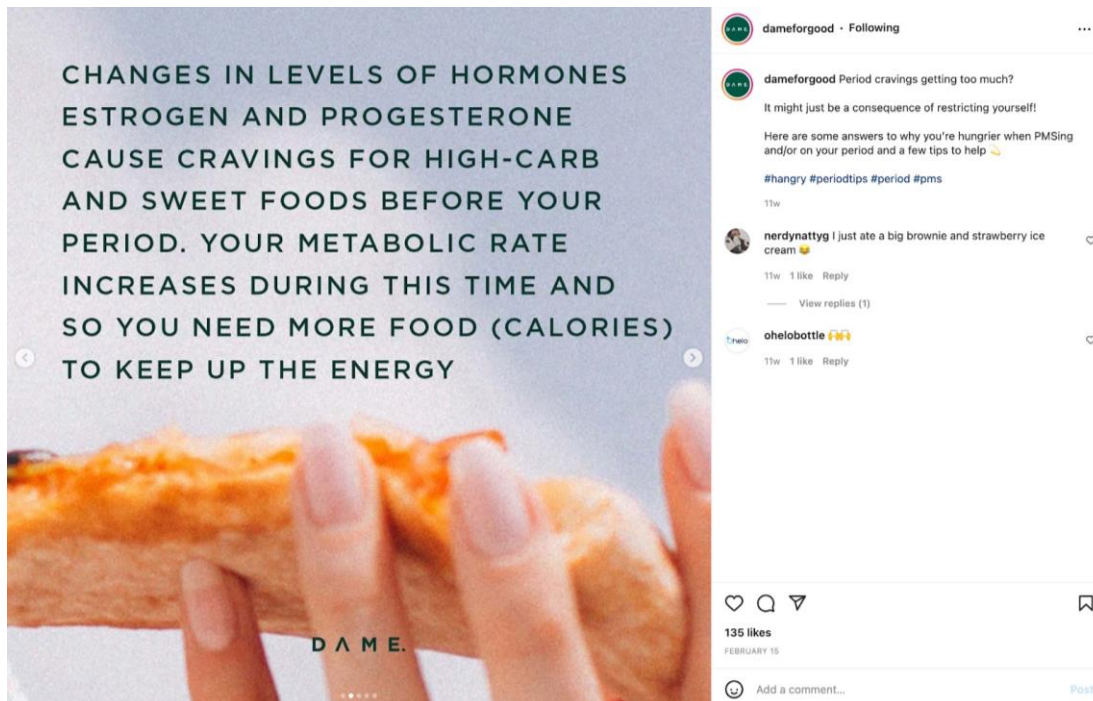 CHANGES IN LEVELS OF HORMONES
ESTROGEN AND PROGESTERONE
CAUSE CRAVINGS FOR HIGH-CARB
AND SWEET FOODS BEFORE YOUR
PERIOD. YOUR METABOLIC RATE
INCREASES DURING THIS TIME AND
SO YOU NEED MORE FOOD (CALORIES)
TO KEEP UP THE ENERGY
DAME.
DAME.
dameforgood · Following
DAME.
dameforgood Period cravings getting too much?
It might just be a consequence of restricting yourself!
Here are some answers to why you're hungrier when PMSing
and/or on your period and a few tips to help 💫
#hangry #periodtips #period #pms
11w
nerdynattyg I just ate a big brownie and strawberry ice
cream 😂
11w 1 like Reply
View replies (1)
helo
ohelobottle 🙌🙌
11w 1 like Reply
135 likes
FEBRUARY 15
Add a comment...
Post